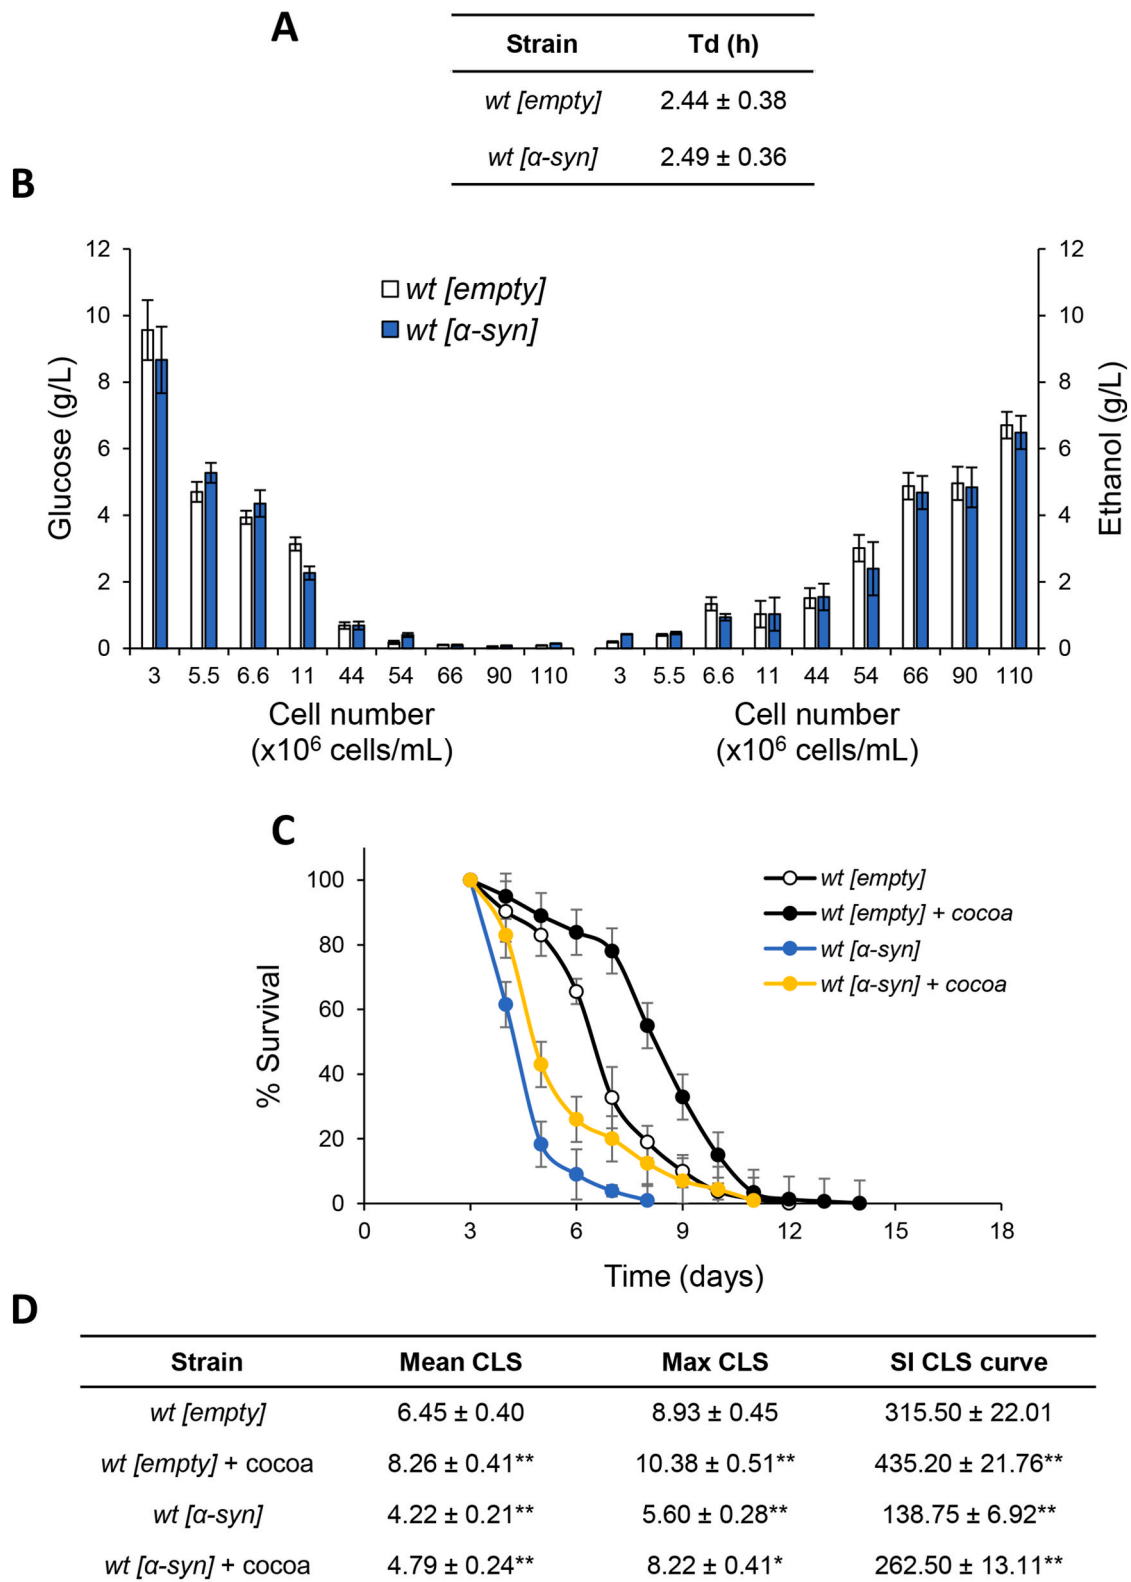 A
Strain Td (h)
wt [empty] 2.44 ± 0.38
wt [α-syn] 2.49 ± 0.36
B
12 12
wt [empty]
10 10
wt [α-syn]
8 8
6 6
4 4
2 2
0 0
Glucose (g/L)
Ethanol (g/L)
3 5.5 6.6 11 44 54 66 90 110 3 5.5 6.6 11 44 54 66 90 110
Cell number Cell number
(x10⁶ cells/mL) (x10⁶ cells/mL)
C
100
80
60
40
20
0
% Survival
wt [empty]
wt [empty] + cocoa
wt [α-syn]
wt [α-syn] + cocoa
0 3 6 9 12 15 18
Time (days)
D
Strain Mean CLS Max CLS SI CLS curve
wt [empty] 6.45 ± 0.40 8.93 ± 0.45 315.50 ± 22.01
wt [empty] + cocoa 8.26 ± 0.41** 10.38 ± 0.51** 435.20 ± 21.76**
wt [α-syn] 4.22 ± 0.21** 5.60 ± 0.28** 138.75 ± 6.92**
wt [α-syn] + cocoa 4.79 ± 0.24** 8.22 ± 0.41* 262.50 ± 13.11**